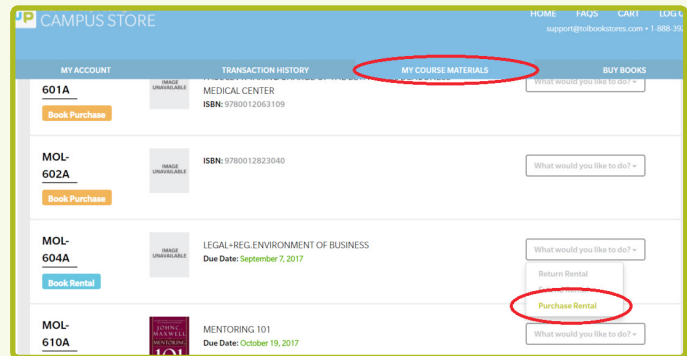 UP CAMPUS STORE
HOME FAQS CART LOG
support@tolbookstores.com • 1-888-
MY ACCOUNT TRANSACTION HISTORY MY COURSE MATERIALS BUY BOOKS
601A
IMAGE
UNAVAILABLE
MEDICAL CENTER
ISBN: 9780012063109
What would you like to do?
Book Purchase
MOL-
602A
IMAGE
UNAVAILABLE
ISBN: 9780012823040
What would you like to do?
Book Purchase
MOL-
604A
IMAGE
UNAVAILABLE
LEGAL+REG.ENVIRONMENT OF BUSINESS
Due Date: September 7, 2017
What would you like to do?
Return Rental
Purchase Rental
Book Rental
MOL-
610A
JOHN C.
MAXWELL
MENTORING
101
MENTORING 101
Due Date: October 19, 2017
What would you like to do?